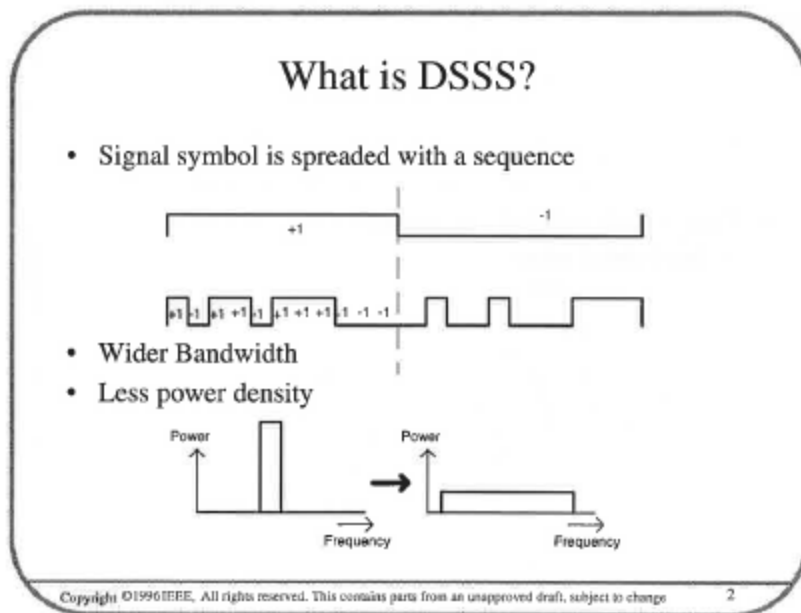 What is DSSS?
• Signal symbol is spreaded with a sequence
+1 -1
+1 -1 +1 +1 -1 +1 +1 +1 -1 -1 -1
• Wider Bandwidth
• Less power density
Power Power
Frequency Frequency
Copyright ©1996 IEEE, All rights reserved. This contains parts from an unapproved draft, subject to change 2